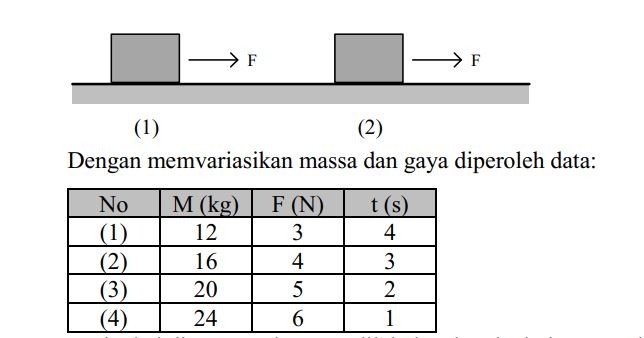 F F
(1) (2)
Dengan memvariasikan massa dan gaya diperoleh data:
No M (kg) F (N) t (s)
(1) 12 3 4
(2) 16 4 3
(3) 20 5 2
(4) 24 6 1